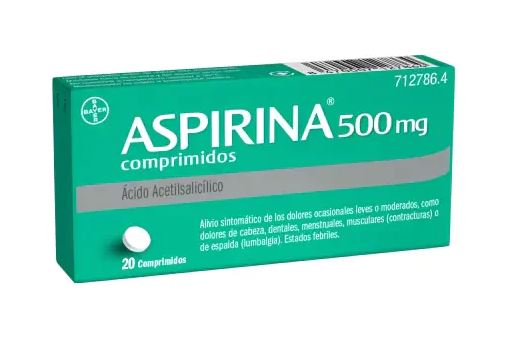 712786.4
BAYER
BAYER
ASPIRINA® 500 mg
comprimidos
Ácido Acetilsalicílico
Alivio sintomático de los dolores ocasionales leves o moderados, como
dolores de cabeza, dentales, menstruales, musculares (contracturas) o
de espalda (lumbalgia). Estados febriles.
20 Comprimidos